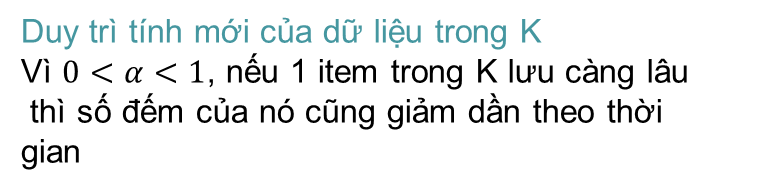 Duy trì tính mới của dữ liệu trong K
Vì 0 < α < 1, nếu 1 item trong K lưu càng lâu
thì số đếm của nó cũng giảm dần theo thời
gian